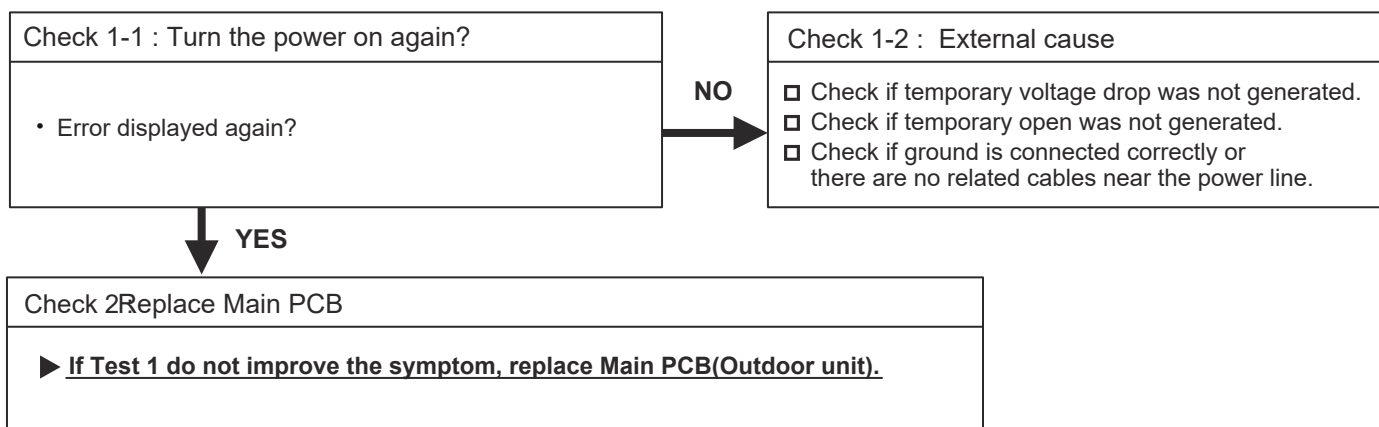 Check 1-1 : Turn the power on again?
• Error displayed again?
NO
Check 1-2 : External cause
☐ Check if temporary voltage drop was not generated.
☐ Check if temporary open was not generated.
☐ Check if ground is connected correctly or
there are no related cables near the power line.
YES
Check 2: Replace Main PCB
▶ If Test 1 do not improve the symptom, replace Main PCB(Outdoor unit).